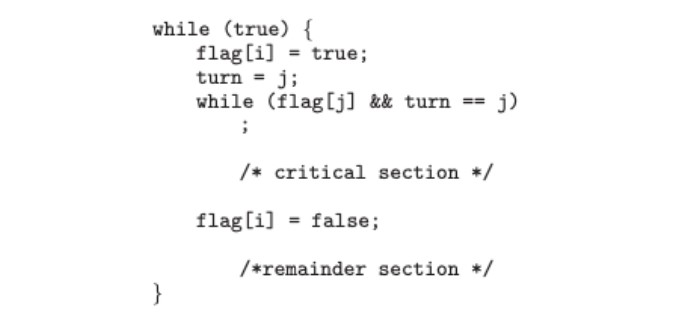 while (true) {
flag[i] = true;
turn = j;
while (flag[j] && turn == j)
;
/* critical section */
flag[i] = false;
/*remainder section */
}